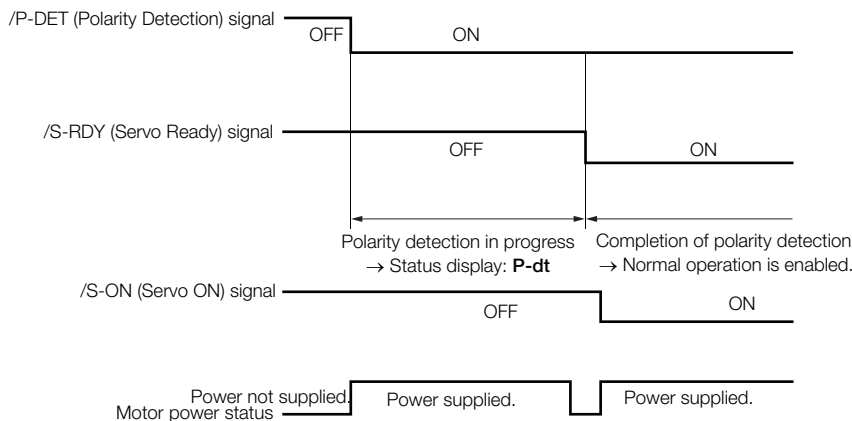 /P-DET (Polarity Detection) signal
OFF
ON
/S-RDY (Servo Ready) signal
OFF
ON
Polarity detection in progress
→ Status display: P-dt
Completion of polarity detection
→ Normal operation is enabled.
/S-ON (Servo ON) signal
OFF
ON
Power not supplied.
Power supplied.
Power supplied.
Motor power status